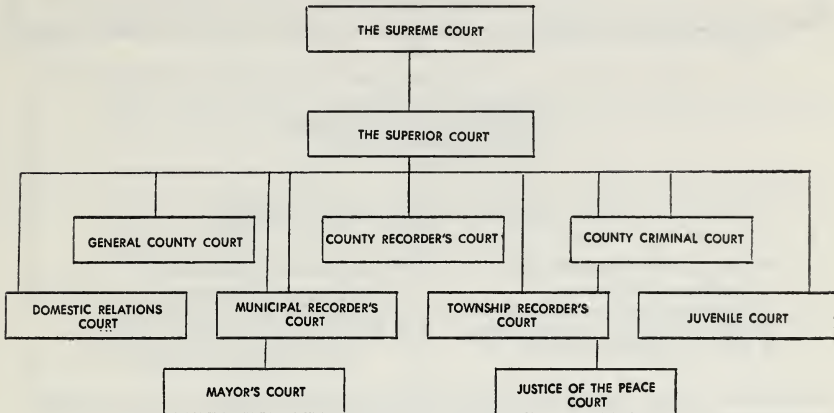 THE SUPREME COURT
THE SUPERIOR COURT
GENERAL COUNTY COURT
COUNTY RECORDER'S COURT
COUNTY CRIMINAL COURT
DOMESTIC RELATIONS
COURT
MUNICIPAL RECORDER'S
COURT
TOWNSHIP RECORDER'S
COURT
JUVENILE COURT
MAYOR'S COURT
JUSTICE OF THE PEACE
COURT